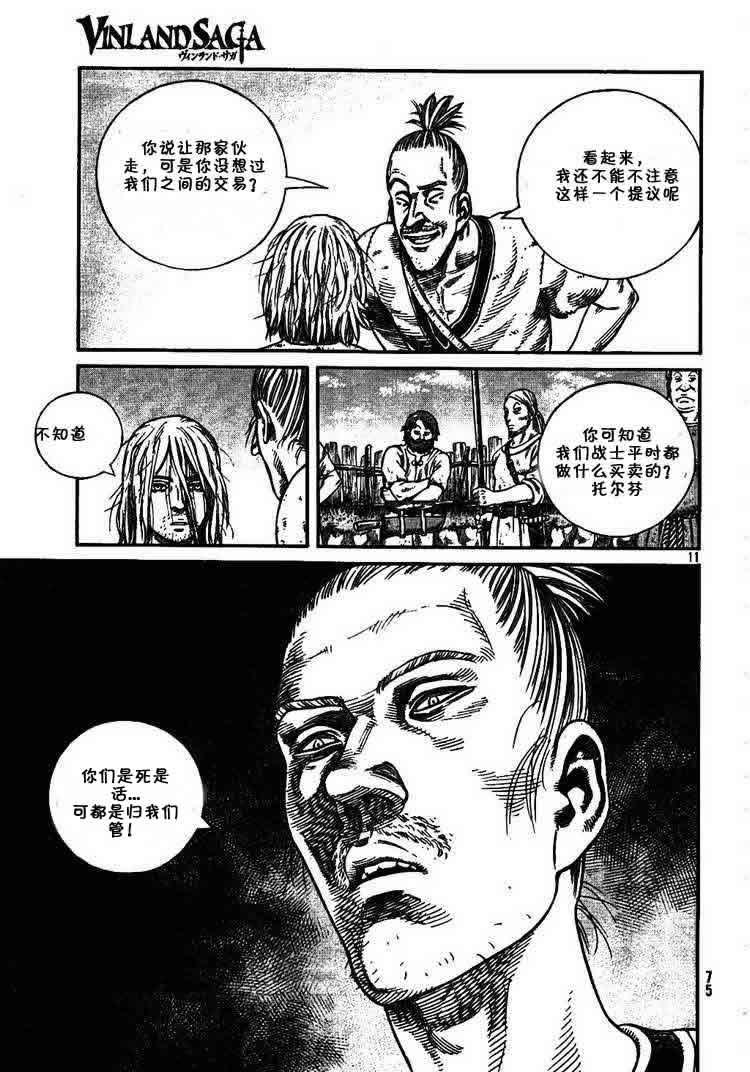 VINLAND SAGA
ヴィンランド・サガ
看起来，
我还不能不注意
这样一个提议呢
你说让那家伙
走，可是你设想过
我们之间的交易？
你可知道
我们战士平时都
做什么买卖的？
托尔芬
不知道
11
你们是死是
话…
可都是归我们
管！
75